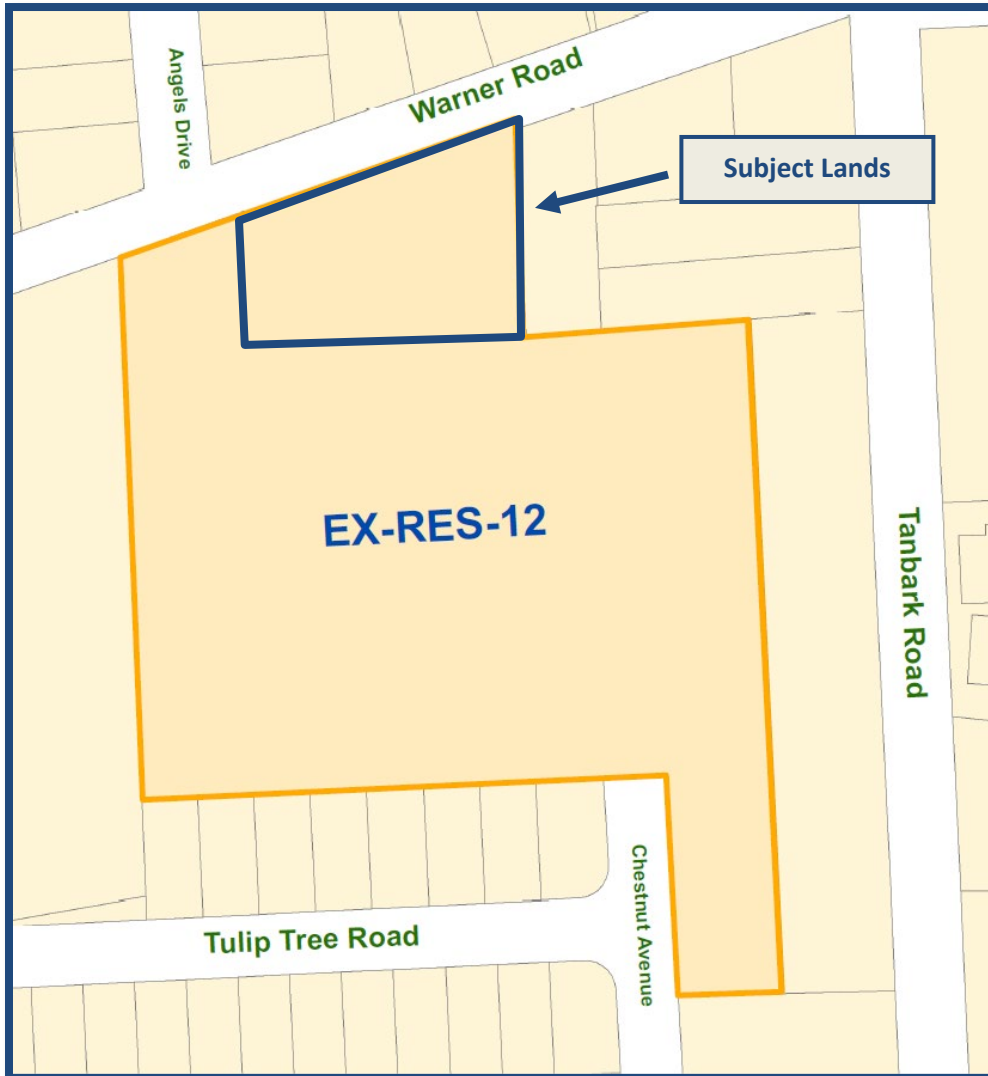 Angels Drive
Warner Road
Subject Lands
EX-RES-12
Tanbark Road
Chestnut Avenue
Tulip Tree Road